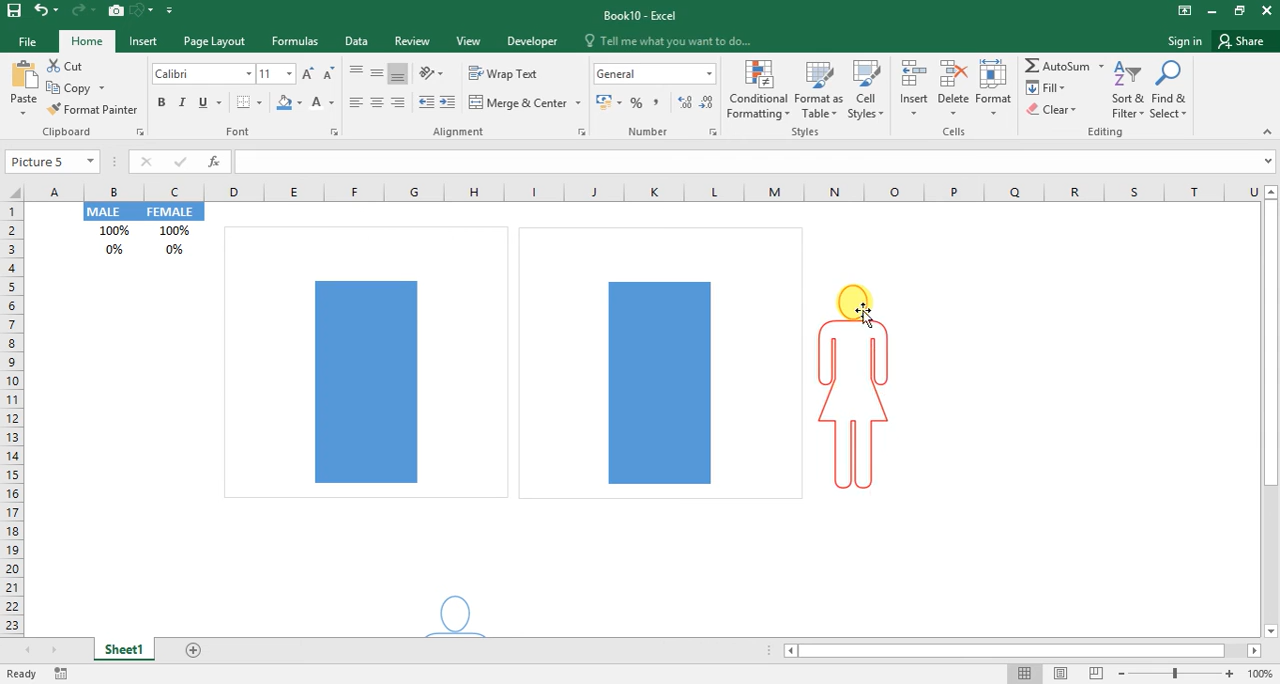 Book10 - Excel
File Home Insert Page Layout Formulas Data Review View Developer Tell me what you want to do... Sign in Share
Paste Cut Copy Format Painter Clipboard
Calibri 11 B I U A A A Font
Wrap Text Merge & Center Alignment
General % , Number
Conditional Formatting Format as Table Cell Styles Styles
Insert Delete Format Cells
AutoSum Fill Clear Sort & Filter Find & Select Editing
Picture 5 fx
A B C D E F G H I J K L M N O P Q R S T U
1 MALE FEMALE
2 100% 100%
3 0% 0%
4
5
6
7
8
9
10
11
12
13
14
15
16
17
18
19
20
21
22
23
Sheet1
Ready 100%